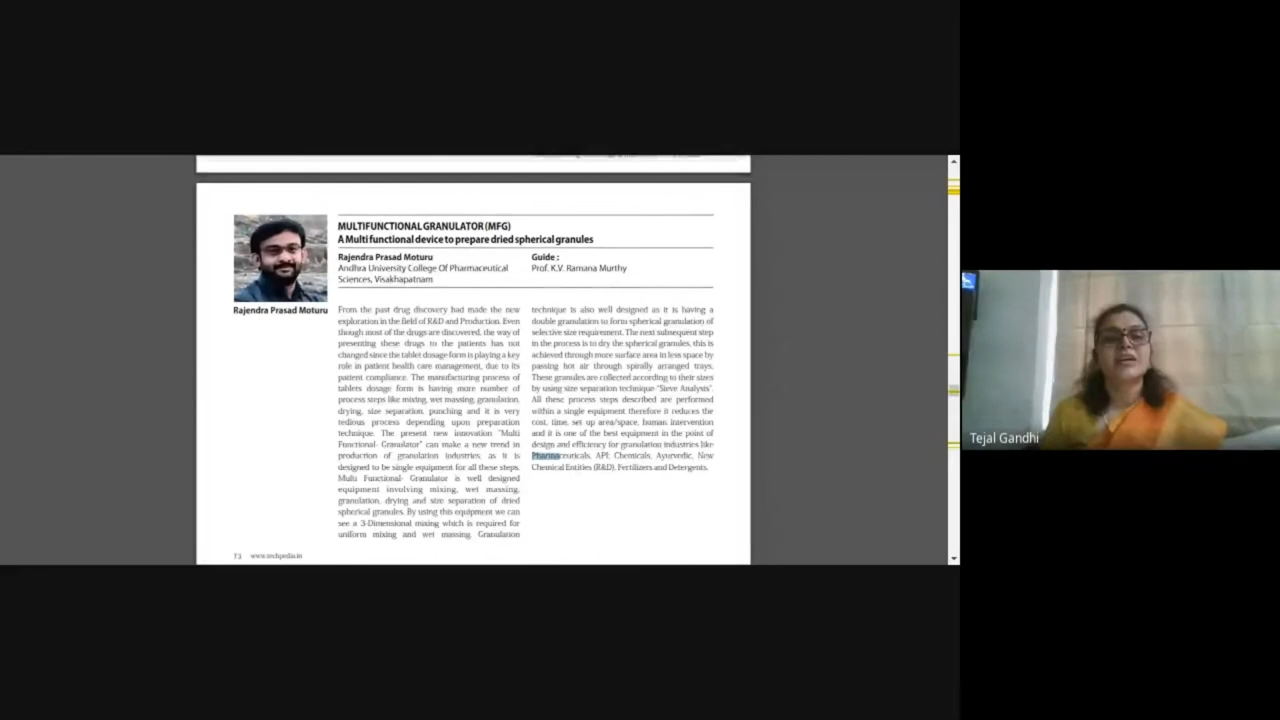 MULTIFUNCTIONAL GRANULATOR (MFG)
A Multi functional device to prepare dried spherical granules
Rajendra Prasad Moturu
Andhra University College Of Pharmaceutical
Sciences, Visakhapatnam
Guide :
Prof. K.V. Ramana Murthy
Rajendra Prasad Moturu
From the past drug discovery had made the new
exploration in the field of R&D and Production. Even
though most of the drugs are discovered, the way of
presenting these drugs to the patients has not
changed since the tablet dosage form is playing a key
role in patient health care management, due to its
patient compliance. The manufacturing process of
tablets dosage form is having more number of
process steps like mixing, wet massing, granulation,
drying, size separation, punching and it is very
tedious process depending upon preparation
technique. The present new innovation "Multi
Functional- Granulator" can make a new trend in
production of granulation industries, as it is
designed to be single equipment for all these steps.
Multi Functional- Granulator is well designed
equipment involving mixing, wet massing,
granulation, drying and size separation of dried
spherical granules. By using this equipment we can
see a 3-Dimensional mixing which is required for
uniform mixing and wet massing. Granulation
technique is also well designed as it is having a
double granulation to form spherical granulation of
selective size requirement. The next subsequent step
in the process is to dry the spherical granules, this is
achieved through more surface area in less space by
passing hot air through spirally arranged trays.
These granules are collected according to their sizes
by using size separation technique-"Sieve Analysis".
All these process steps described are performed
within a single equipment therefore it reduces the
cost, time, set up area/space, human intervention
and it is one of the best equipment in the point of
design and efficiency for granulation industries like
Pharmaceuticals, API; Chemicals, Ayurvedic, New
Chemical Entities (R&D), Fertilizers and Detergents.
73 www.techpedia.in
Tejal Gandhi